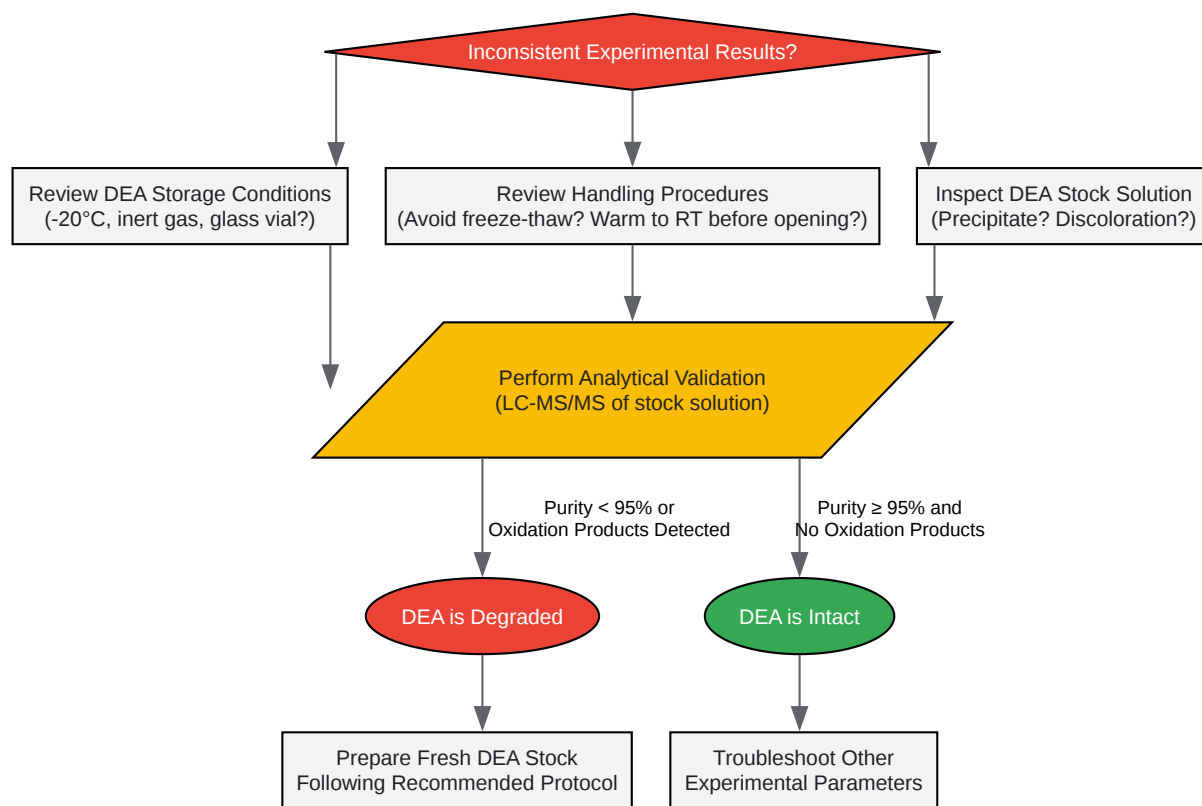 Inconsistent Experimental Results?
Review DEA Storage Conditions
(-20°C, inert gas, glass vial?)
Review Handling Procedures
(Avoid freeze-thaw? Warm to RT before opening?)
Inspect DEA Stock Solution
(Precipitate? Discoloration?)
Perform Analytical Validation
(LC-MS/MS of stock solution)
Purity < 95% or
Oxidation Products Detected
Purity ≥ 95% and
No Oxidation Products
DEA is Degraded
DEA is Intact
Prepare Fresh DEA Stock
Following Recommended Protocol
Troubleshoot Other
Experimental Parameters